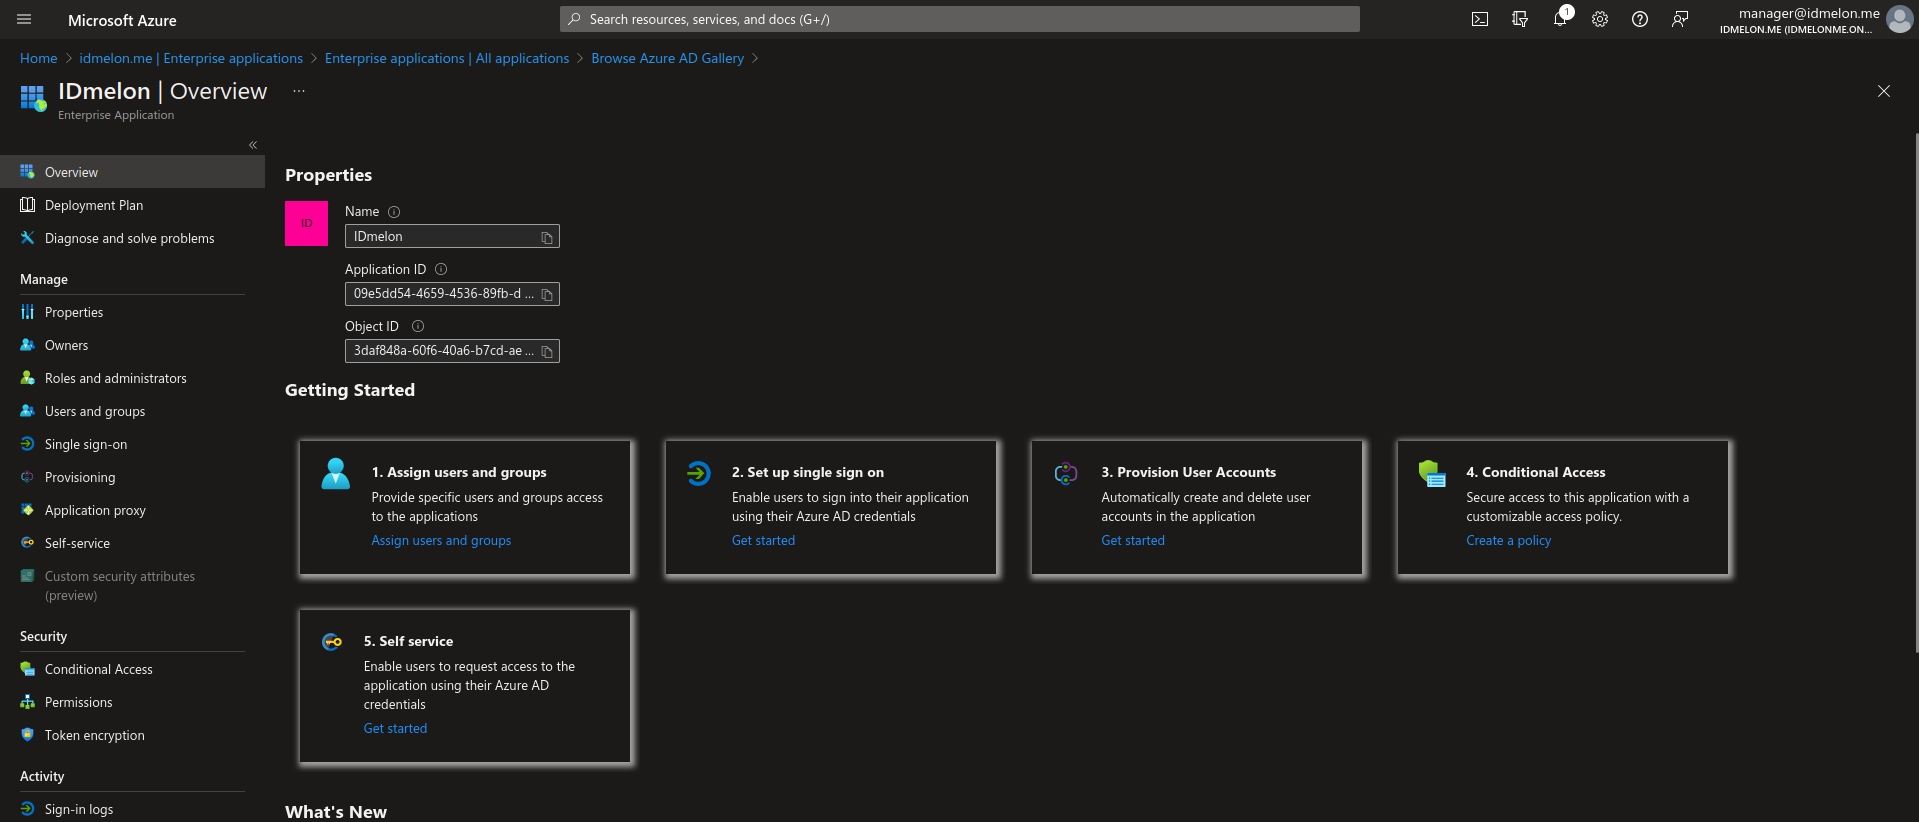 Microsoft Azure
Search resources, services, and docs (G+/)
1
manager@idmelon.me
IDMELON.ME (IDMELONME.ON...
Home > idmelon.me | Enterprise applications > Enterprise applications | All applications > Browse Azure AD Gallery >
IDmelon | Overview ...
Enterprise Application
«
Overview
Deployment Plan
Diagnose and solve problems
Manage
Properties
Owners
Roles and administrators
Users and groups
Single sign-on
Provisioning
Application proxy
Self-service
Custom security attributes
(preview)
Security
Conditional Access
Permissions
Token encryption
Activity
Sign-in logs
Properties
ID
Name
IDmelon
Application ID
09e5dd54-4659-4536-89fb-d ...
Object ID
3daf848a-60f6-40a6-b7cd-ae ...
Getting Started
1. Assign users and groups
Provide specific users and groups access
to the applications
Assign users and groups
2. Set up single sign on
Enable users to sign into their application
using their Azure AD credentials
Get started
3. Provision User Accounts
Automatically create and delete user
accounts in the application
Get started
4. Conditional Access
Secure access to this application with a
customizable access policy.
Create a policy
5. Self service
Enable users to request access to the
application using their Azure AD
credentials
Get started
What's New